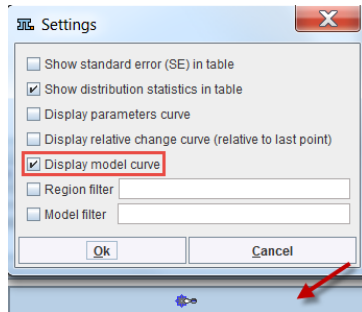 Settings
Show standard error (SE) in table
Show distribution statistics in table
Display parameters curve
Display relative change curve (relative to last point)
Display model curve
Region filter
Model filter
Ok
Cancel